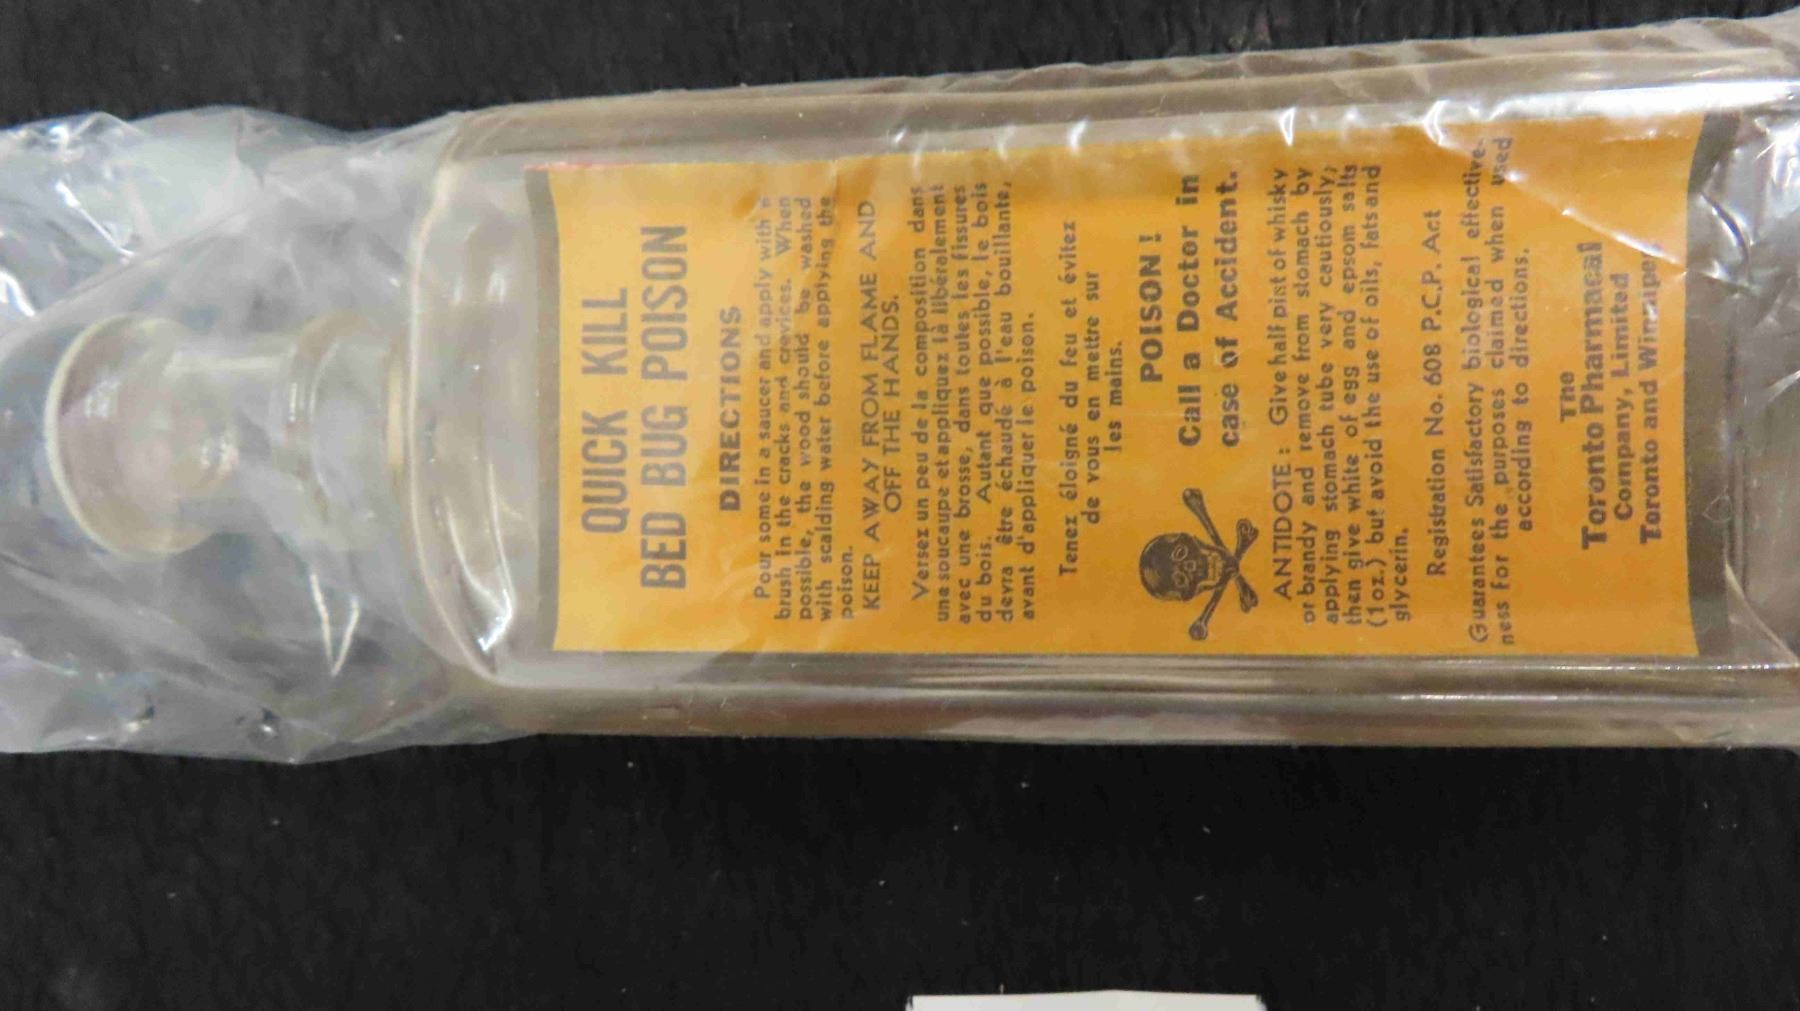 QUICK KILL
BED BUG POISON
DIRECTIONS
Pour some in a saucer and apply with a
brush in the cracks and crevices. When
possible, the wood should be washed
with scalding water before applying the
poison.
KEEP AWAY FROM FLAME AND
OFF THE HANDS.
Versez un peu de la composition dans
une soucoupe et appliquez là libéralement
avec une brosse, dans toutes les fissures
du bois. Autant que possible, le bois
devra être échaudé à l'eau bouillante,
avant d'appliquer le poison.
Tenez éloigné du feu et évitez
de vous en mettre sur
les mains.
POISON!
Call a Doctor in
case of Accident.
ANTIDOTE: Give half pint of whisky
or brandy and remove from stomach by
applying stomach tube very cautiously;
then give white of egg and epsom salts
(1 oz.) but avoid the use of oils, fats and
glycerin.
Registration No. 608 P.C.P. Act
Guarantees Satisfactory biological effective-
ness for the purposes claimed when used
according to directions.
The
Toronto Pharmacal
Company, Limited
Toronto and Winnipeg